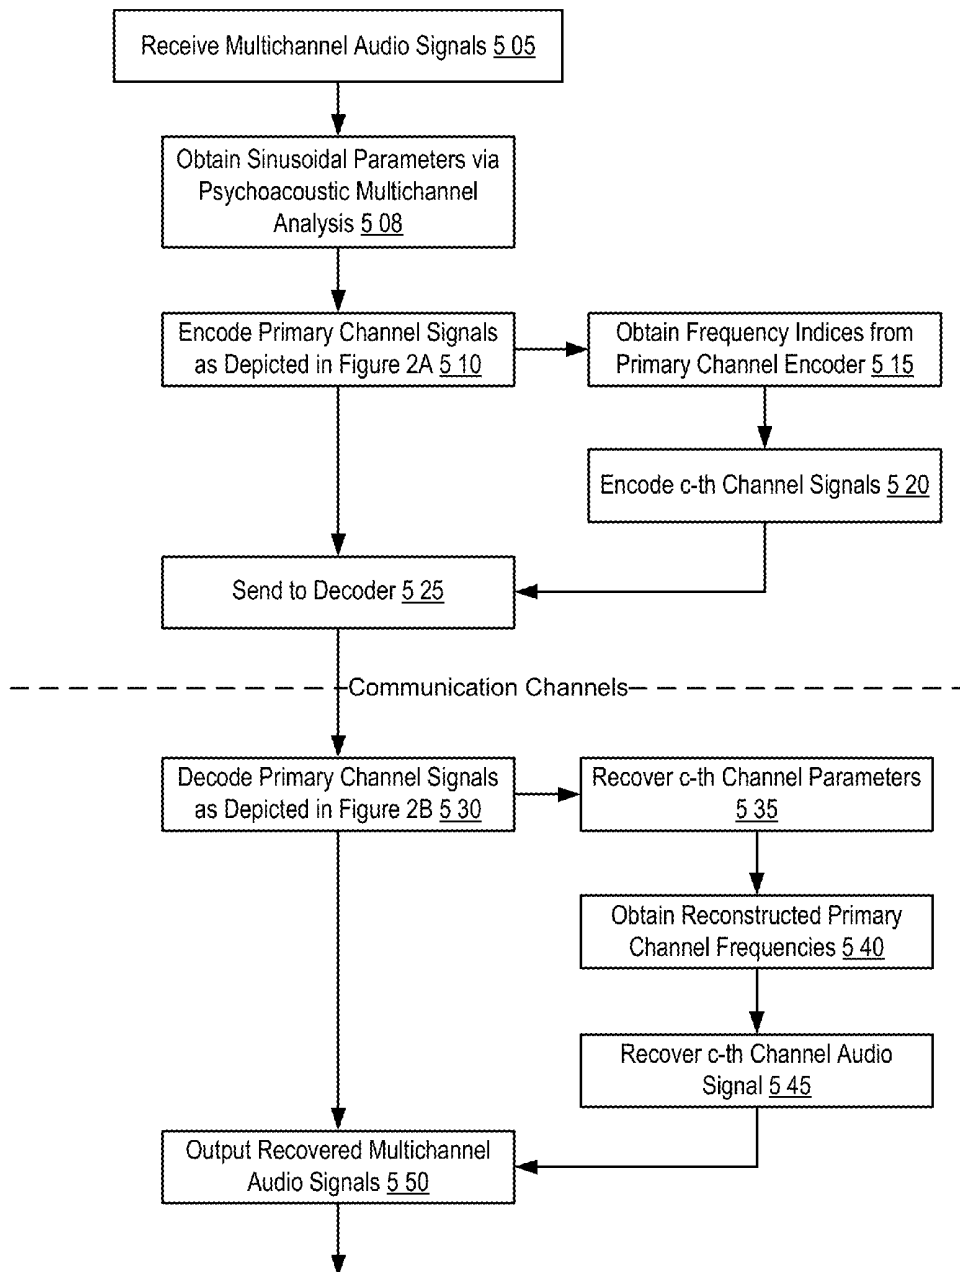 Receive Multichannel Audio Signals 5 05
Obtain Sinusoidal Parameters via
Psychoacoustic Multichannel
Analysis 5 08
Encode Primary Channel Signals
as Depicted in Figure 2A 5 10
Obtain Frequency Indices from
Primary Channel Encoder 5 15
Encode c-th Channel Signals 5 20
Send to Decoder 5 25
Communication Channels
Decode Primary Channel Signals
as Depicted in Figure 2B 5 30
Recover c-th Channel Parameters
5 35
Obtain Reconstructed Primary
Channel Frequencies 5 40
Recover c-th Channel Audio
Signal 5 45
Output Recovered Multichannel
Audio Signals 5 50